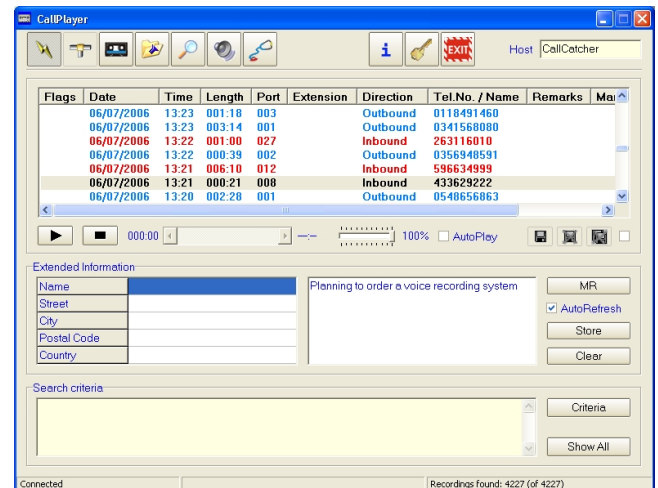 CallPlayer
EXIT
Host CallCatcher
Flags Date Time Length Port Extension Direction Tel.No. / Name Remarks Mar
06/07/2006 13:23 001:18 003 Outbound 0118491460
06/07/2006 13:23 003:14 001 Outbound 0341568080
06/07/2006 13:22 001:00 027 Inbound 263116010
06/07/2006 13:22 000:39 002 Outbound 0356948591
06/07/2006 13:21 006:10 012 Inbound 596634999
06/07/2006 13:21 000:21 008 Inbound 433629222
06/07/2006 13:20 002:28 001 Outbound 0548656863
000:00 --:-- 100% AutoPlay
Extended Information
Name
Street
City
Postal Code
Country
Planning to order a voice recording system
MR
AutoRefresh
Store
Clear
Search criteria
Criteria
Show All
Connected
Recordings found: 4227 (of 4227)